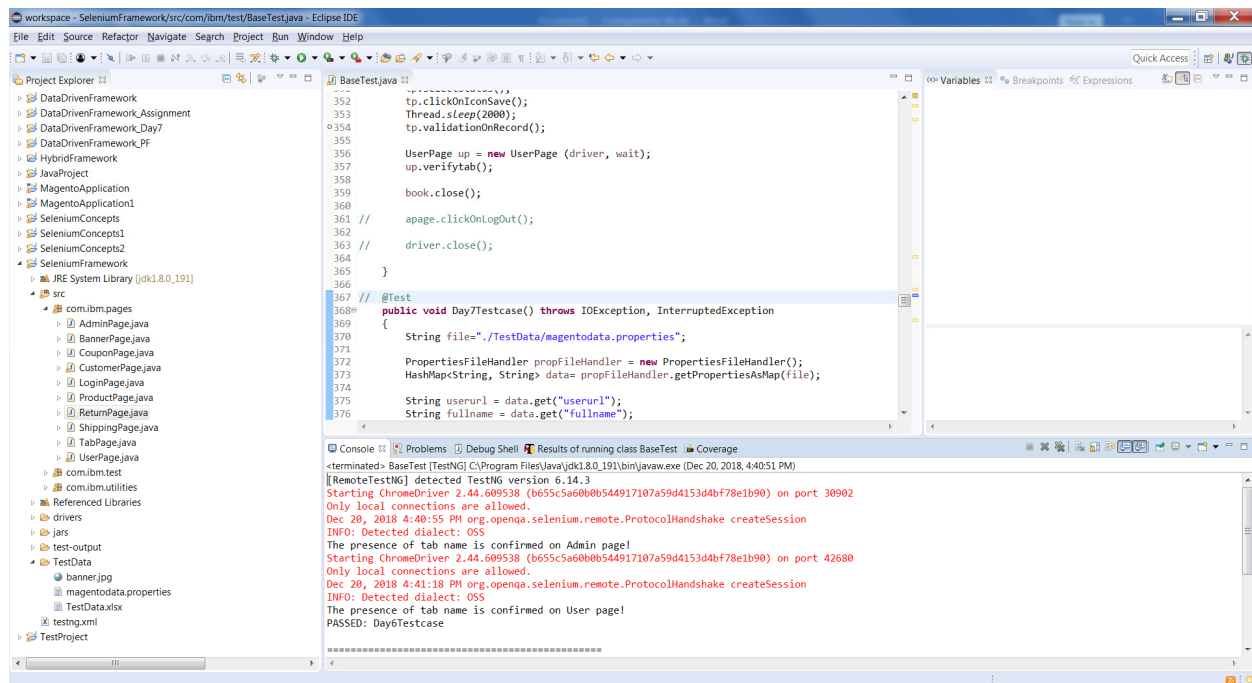 workspace - SeleniumFramework/src/com/ibm/test/BaseTest.java - Eclipse IDE
File Edit Source Refactor Navigate Search Project Run Window Help
Quick Access
Project Explorer
DataDrivenFramework
DataDrivenFramework_Assignment
DataDrivenFramework_Day7
DataDrivenFramework_PF
HybridFramework
JavaProject
MagentoApplication
MagentoApplication1
SeleniumConcepts
SeleniumConcepts1
SeleniumConcepts2
SeleniumFramework
JRE System Library [jdk1.8.0_191]
src
com.ibm.pages
AdminPage.java
BannerPage.java
CouponPage.java
CustomerPage.java
LoginPage.java
ProductPage.java
ReturnPage.java
ShippingPage.java
TabPage.java
UserPage.java
com.ibm.test
com.ibm.utilities
Referenced Libraries
drivers
jars
test-output
TestData
banner.jpg
magentodata.properties
TestData.xlsx
testng.xml
TestProject
BaseTest.java
352 tp.clickOnIconSave();
353 Thread.sleep(2000);
354 tp.validationOnRecord();
355
356 UserPage up = new UserPage (driver, wait);
357 up.verifytab();
358
359 book.close();
360
361 // apage.clickOnLogOut();
362
363 // driver.close();
364
365 }
366
367 // @Test
368 public void Day7Testcase() throws IOException, InterruptedException
369 {
370 String file="./TestData/magentodata.properties";
371
372 PropertiesFileHandler propFileHandler = new PropertiesFileHandler();
373 HashMap<String, String> data= propFileHandler.getPropertiesAsMap(file);
374
375 String userurl = data.get("userurl");
376 String fullname = data.get("fullname");
Variables Breakpoints Expressions
Console Problems Debug Shell Results of running class BaseTest Coverage
<terminated> BaseTest [TestNG] C:\Program Files\Java\jdk1.8.0_191\bin\javaw.exe (Dec 20, 2018, 4:40:51 PM)
[RemoteTestNG] detected TestNG version 6.14.3
Starting ChromeDriver 2.44.609538 (b655c5a60b0b544917107a59d4153d4bf78e1b90) on port 30902
Only local connections are allowed.
Dec 20, 2018 4:40:55 PM org.openqa.selenium.remote.ProtocolHandshake createSession
INFO: Detected dialect: OSS
The presence of tab name is confirmed on Admin page!
Starting ChromeDriver 2.44.609538 (b655c5a60b0b544917107a59d4153d4bf78e1b90) on port 42680
Only local connections are allowed.
Dec 20, 2018 4:41:18 PM org.openqa.selenium.remote.ProtocolHandshake createSession
INFO: Detected dialect: OSS
The presence of tab name is confirmed on User page!
PASSED: Day6Testcase
===============================================